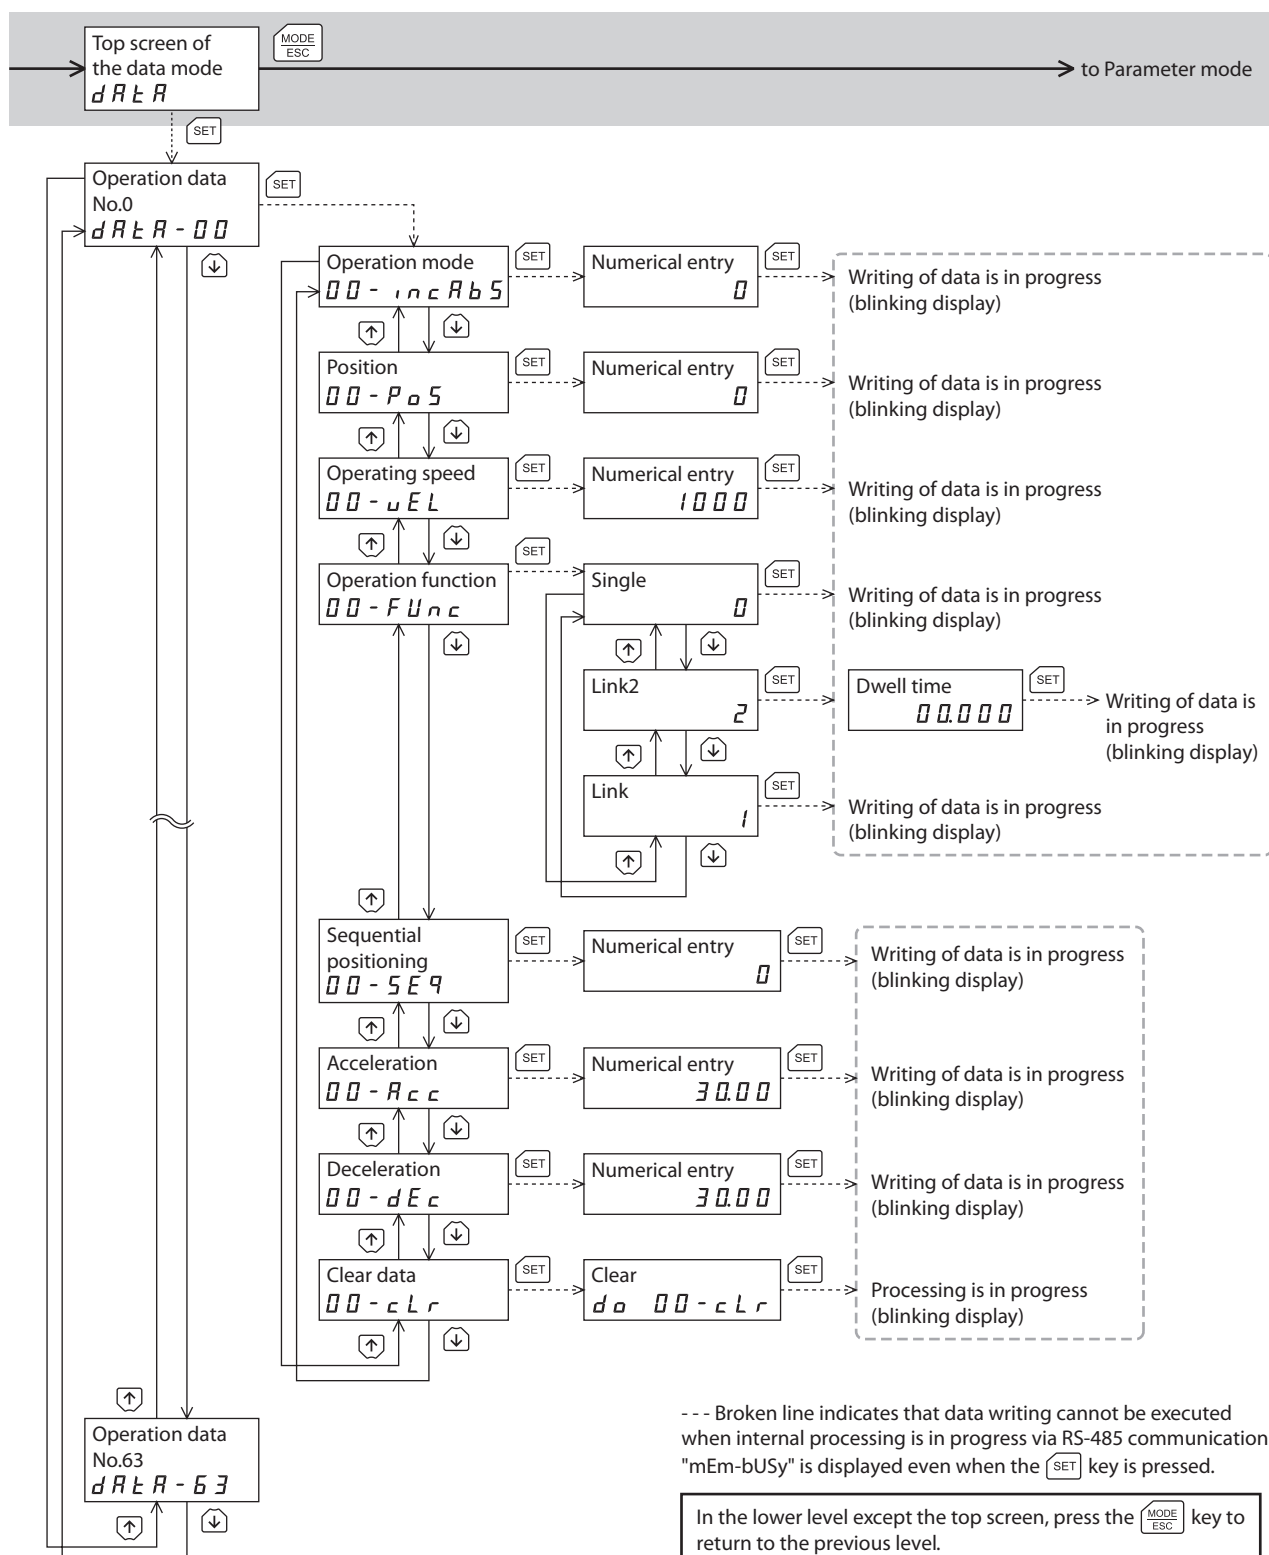 Top screen of
the data mode
dAtA
MODE
ESC
to Parameter mode
SET
Operation data
No.0
dAtA-00
SET
Operation mode
00-incAbS
SET
Numerical entry
0
SET
Writing of data is in progress
(blinking display)
Position
00-PoS
SET
Numerical entry
0
SET
Writing of data is in progress
(blinking display)
Operating speed
00-vEL
SET
Numerical entry
1000
SET
Writing of data is in progress
(blinking display)
Operation function
00-FUnc
SET
Single
0
SET
Writing of data is in progress
(blinking display)
Link2
2
SET
Dwell time
00.000
SET
Writing of data is
in progress
(blinking display)
Link
1
SET
Writing of data is in progress
(blinking display)
Sequential
positioning
00-SEq
SET
Numerical entry
0
SET
Writing of data is in progress
(blinking display)
Acceleration
00-Acc
SET
Numerical entry
30.00
SET
Writing of data is in progress
(blinking display)
Deceleration
00-dEc
SET
Numerical entry
30.00
SET
Writing of data is in progress
(blinking display)
Clear data
00-cLr
SET
Clear
do 00-cLr
SET
Processing is in progress
(blinking display)
Operation data
No.63
dAtA-63
--- Broken line indicates that data writing cannot be executed
when internal processing is in progress via RS-485 communication
"mEm-bUSy" is displayed even when the SET key is pressed.
In the lower level except the top screen, press the MODE ESC key to
return to the previous level.